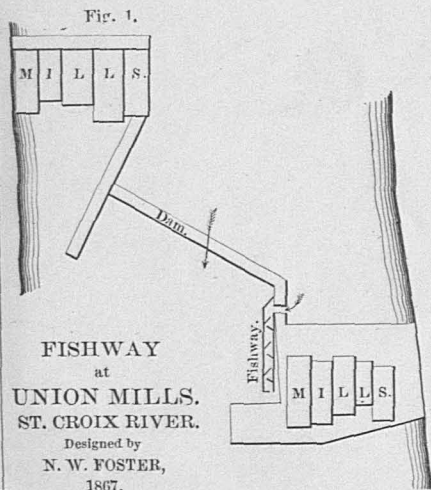 Fig. 1.
M I L L S.
Dam.
Fishway.
M I L L S.
FISHWAY
at
UNION MILLS.
ST. CROIX RIVER.
Designed by
N. W. FOSTER,
1867.